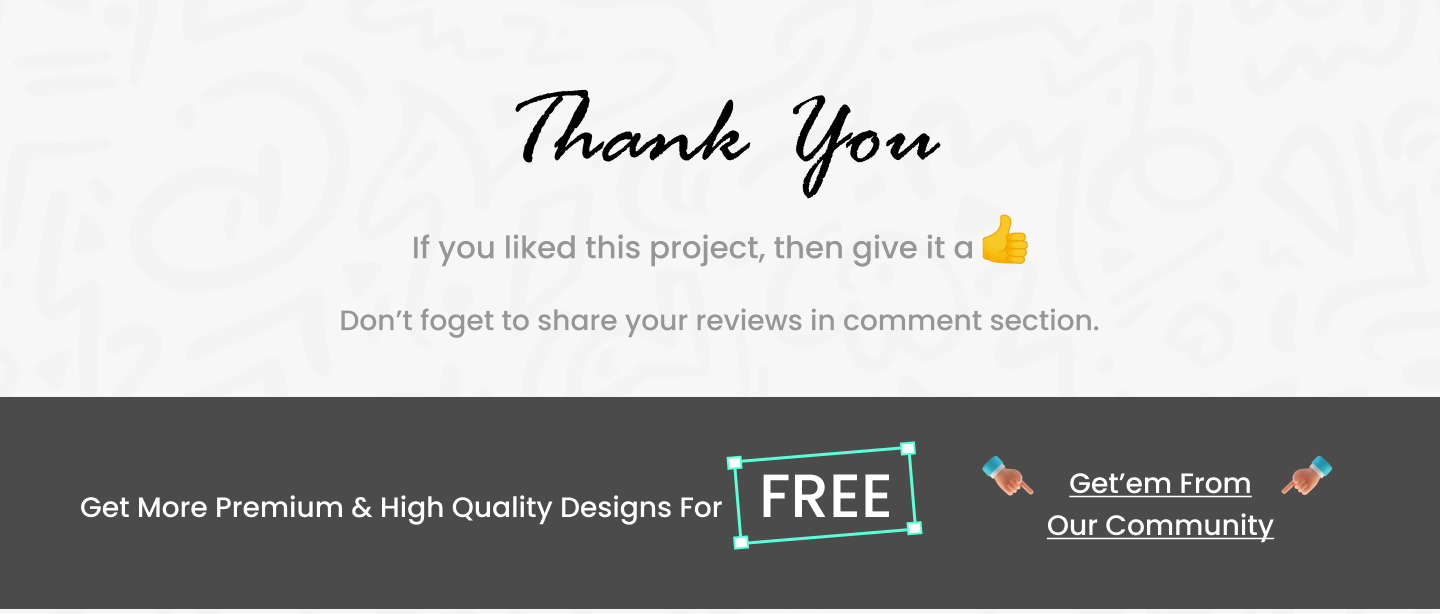 Thank You
If you liked this project, then give it a 👍
Don’t foget to share your reviews in comment section.
Get More Premium & High Quality Designs For FREE
Get’em From
Our Community